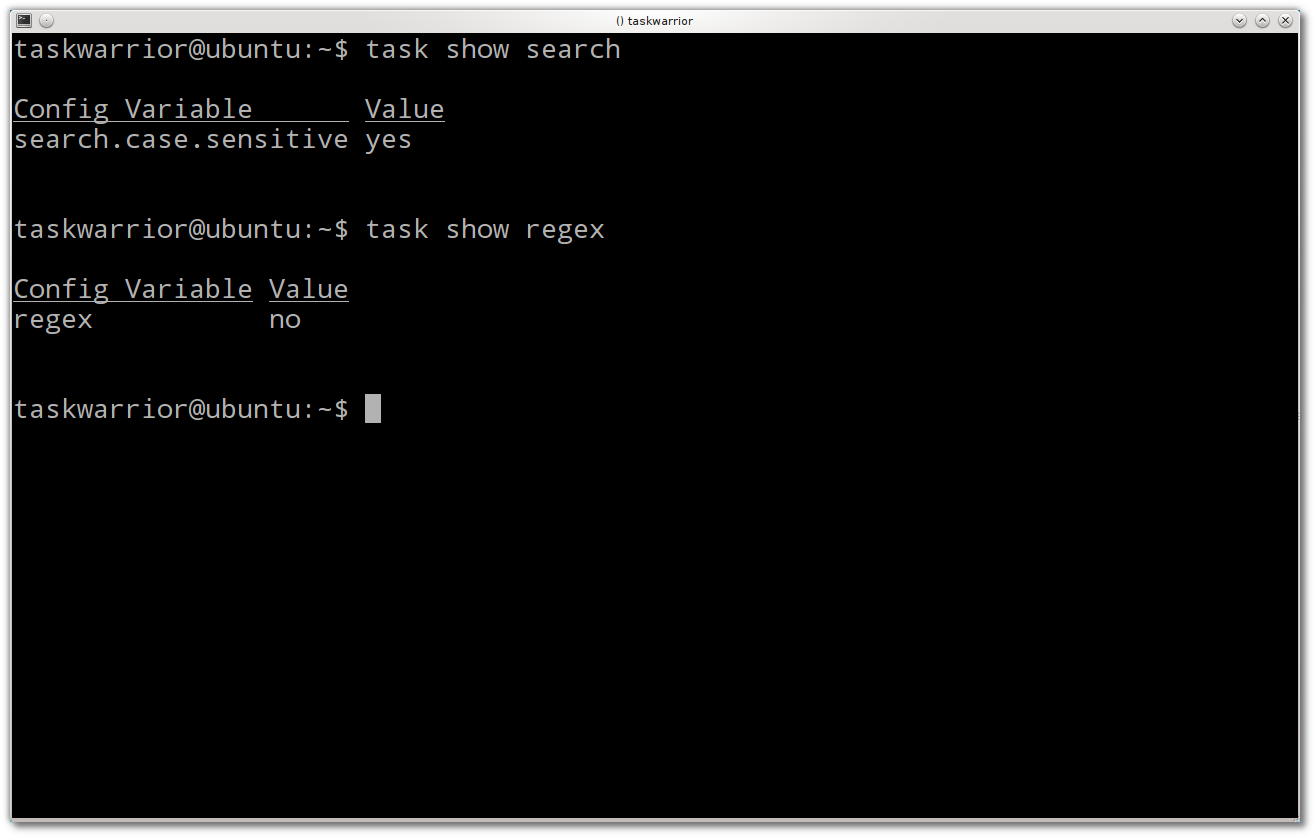 () taskwarrior
taskwarrior@ubuntu:~$ task show search
Config Variable       Value
search.case.sensitive yes
taskwarrior@ubuntu:~$ task show regex
Config Variable Value
regex           no
taskwarrior@ubuntu:~$